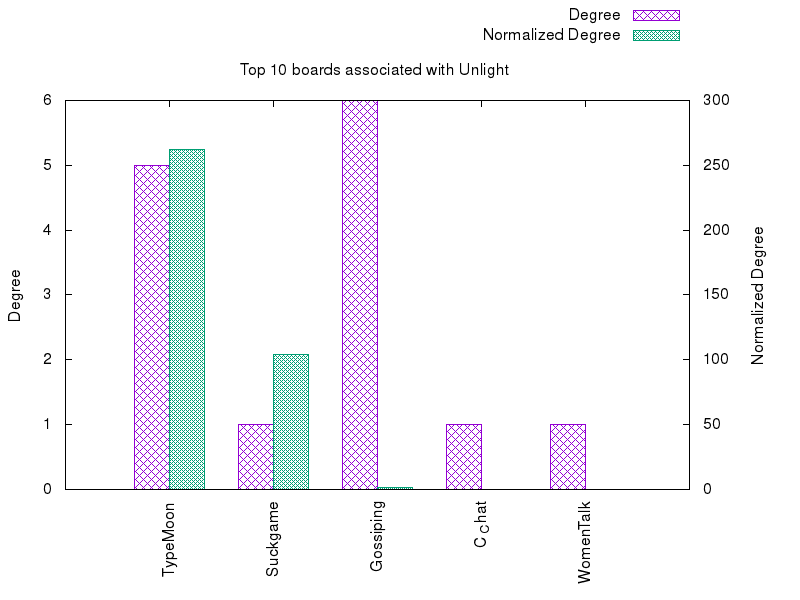 Degree
Normalized Degree
Top 10 boards associated with Unlight
6
5
4
3
2
1
0
300
250
200
150
100
50
0
Degree
Normalized Degree
TypeMoon
Suckgame
Gossiping
C chat
WomenTalk